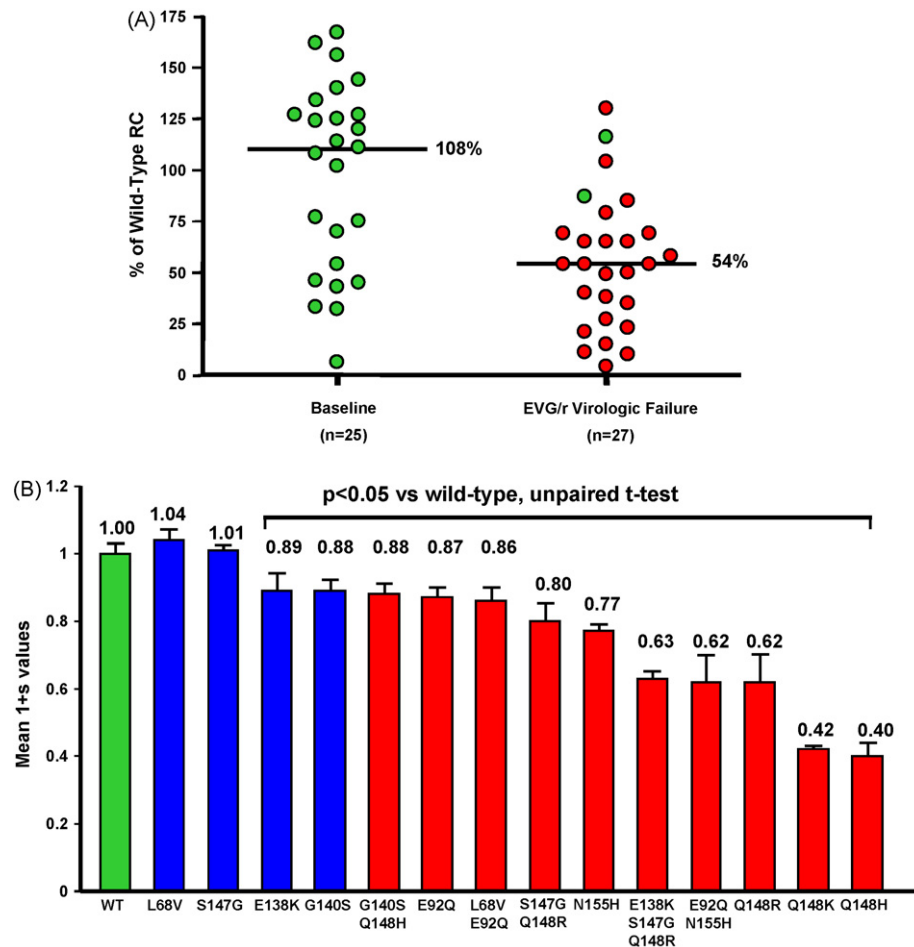 (A)
% of Wild-Type RC
175
150
125
100
75
50
25
0
108%
54%
Baseline
(n=25)
EVG/r Virologic Failure
(n=27)
(B)
Mean 1+s values
1.2
1
0.8
0.6
0.4
0.2
0
p<0.05 vs wild-type, unpaired t-test
1.00 1.04 1.01 0.89 0.88 0.88 0.87 0.86 0.80 0.77 0.63 0.62 0.62 0.42 0.40
WT L68V S147G E138K G140S G140S E92Q L68V S147G N155H E138K E92Q Q148R Q148K Q148H
Q148H E92Q Q148R S147G N155H
Q148R